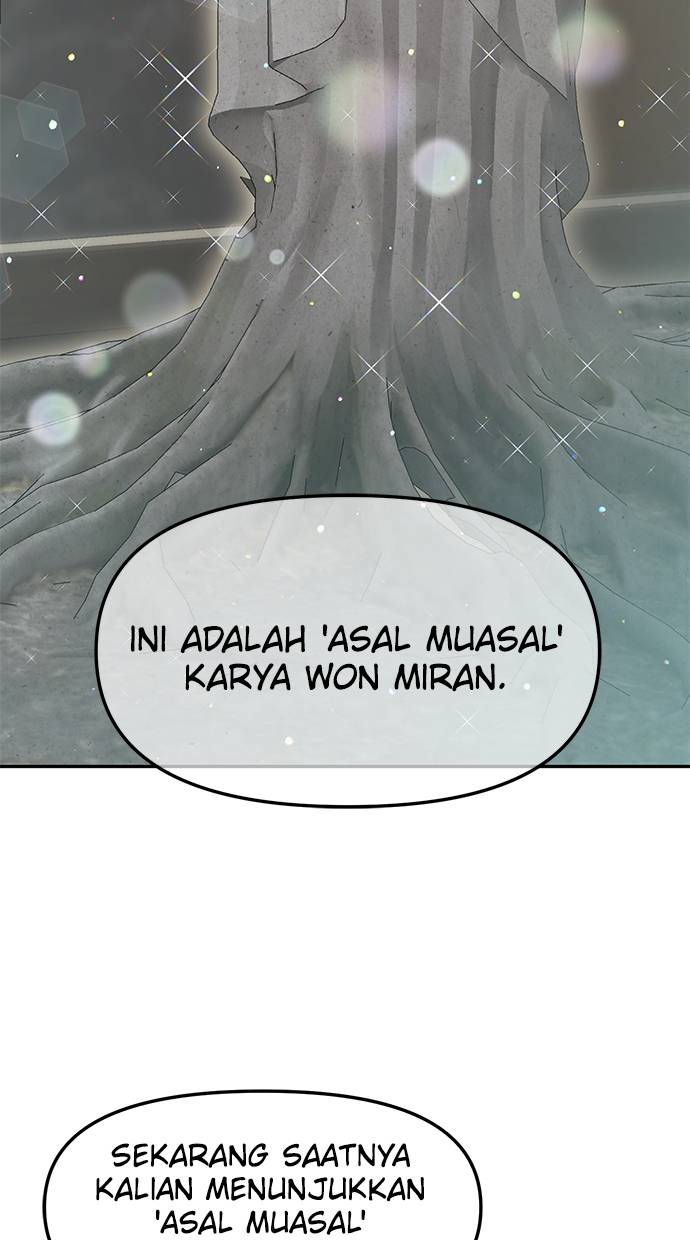 INI ADALAH 'ASAL MUASAL'
KARYA WON MIRAN.
SEKARANG SAATNYA
KALIAN MENUNJUKKAN
'ASAL MUASAL'